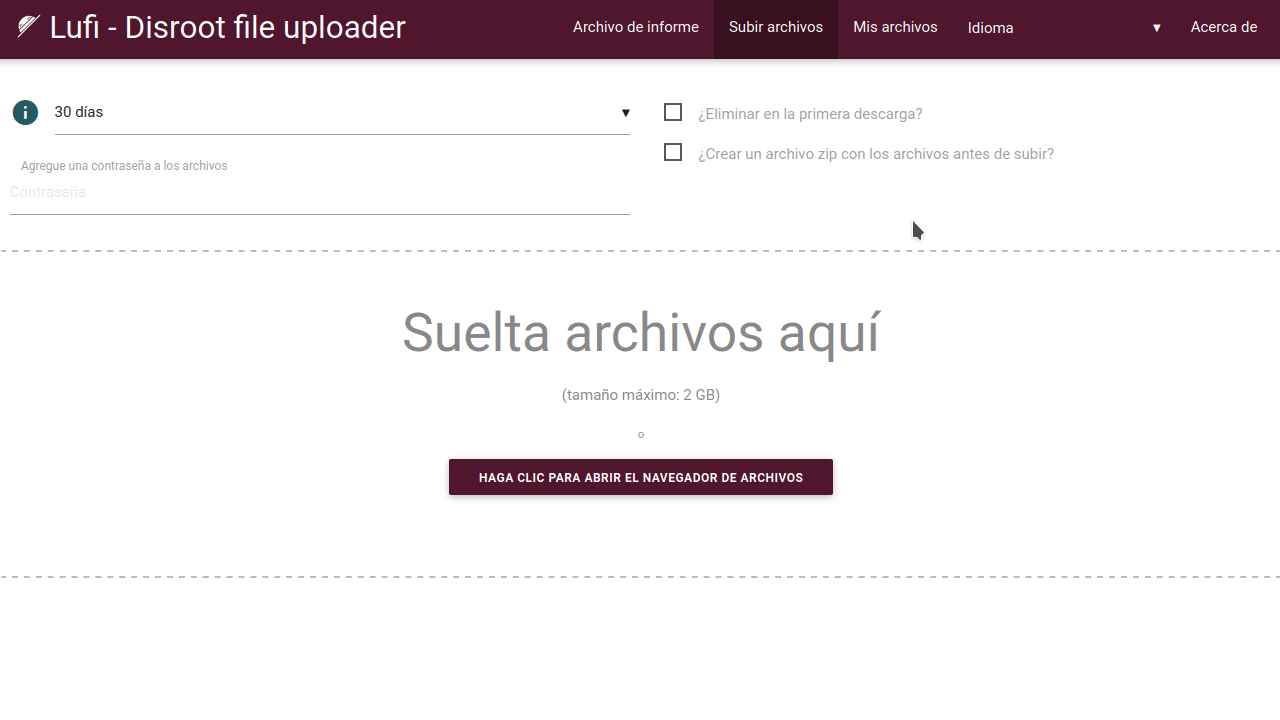 Lufi - Disroot file uploader
Archivo de informe
Subir archivos
Mis archivos
Idioma
Acerca de
30 días
¿Eliminar en la primera descarga?
¿Crear un archivo zip con los archivos antes de subir?
Agregue una contraseña a los archivos
Contraseña
Suelta archivos aquí
(tamaño máximo: 2 GB)
o
HAGA CLIC PARA ABRIR EL NAVEGADOR DE ARCHIVOS